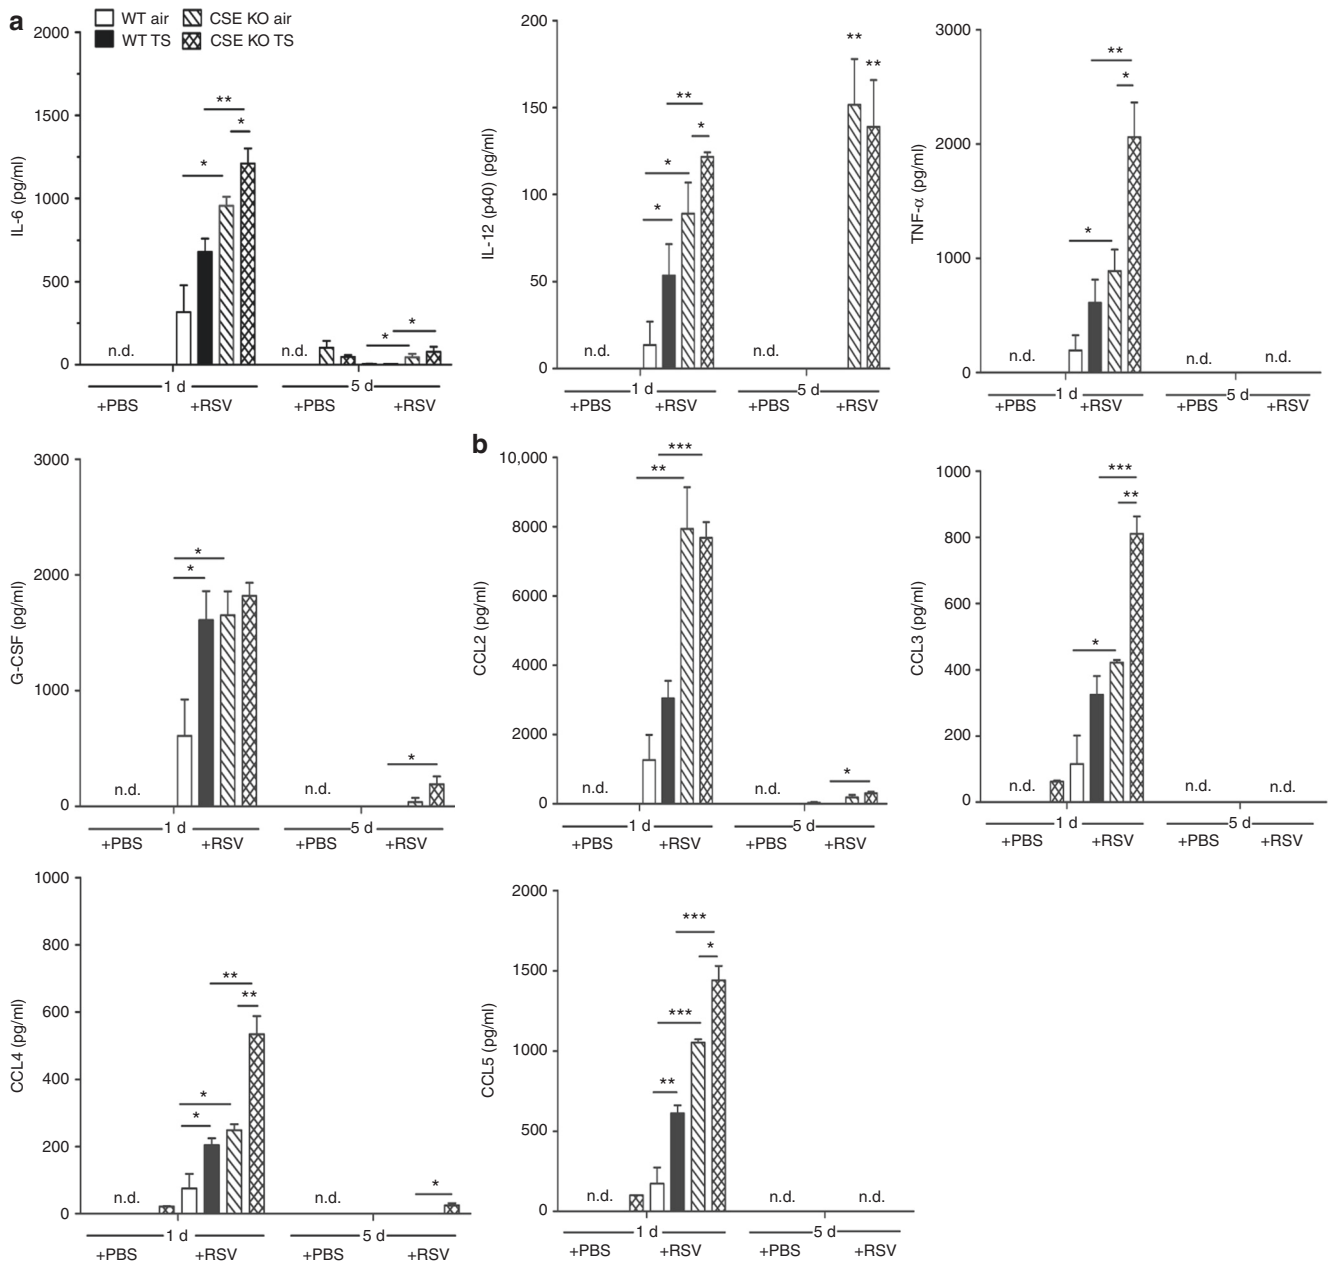 a
WT air
CSE KO air
WT TS
CSE KO TS
IL-6 (pg/ml)
2000
1500
1000
500
0
**
*
*
n.d.
n.d.
*
*
1 d
5 d
+PBS
+RSV
+PBS
+RSV
IL-12 (p40) (pg/ml)
200
150
100
50
0
**
*
*
*
**
**
n.d.
n.d.
1 d
5 d
+PBS
+RSV
+PBS
+RSV
TNF-α (pg/ml)
3000
2000
1000
0
**
*
*
n.d.
n.d.
n.d.
1 d
5 d
+PBS
+RSV
+PBS
+RSV
G-CSF (pg/ml)
3000
2000
1000
0
*
*
*
n.d.
n.d.
1 d
5 d
+PBS
+RSV
+PBS
+RSV
b
CCL2 (pg/ml)
10,000
8000
6000
4000
2000
0
***
**
*
n.d.
n.d.
1 d
5 d
+PBS
+RSV
+PBS
+RSV
CCL3 (pg/ml)
1000
800
600
400
200
0
***
**
*
n.d.
n.d.
n.d.
1 d
5 d
+PBS
+RSV
+PBS
+RSV
CCL4 (pg/ml)
1000
800
600
400
200
0
**
**
*
*
*
n.d.
n.d.
1 d
5 d
+PBS
+RSV
+PBS
+RSV
CCL5 (pg/ml)
2000
1500
1000
500
0
***
*
***
**
n.d.
n.d.
n.d.
1 d
5 d
+PBS
+RSV
+PBS
+RSV